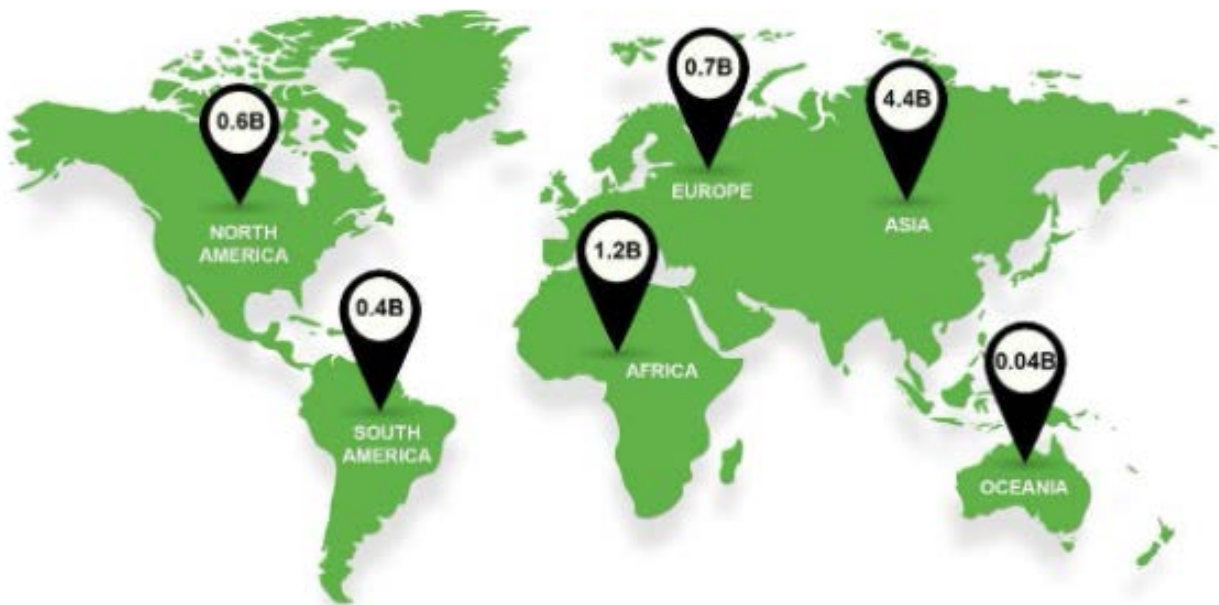 0.7B
4.4B
0.6B
EUROPE
ASIA
NORTH
AMERICA
1.2B
0.4B
0.04B
AFRICA
SOUTH
AMERICA
OCEANIA